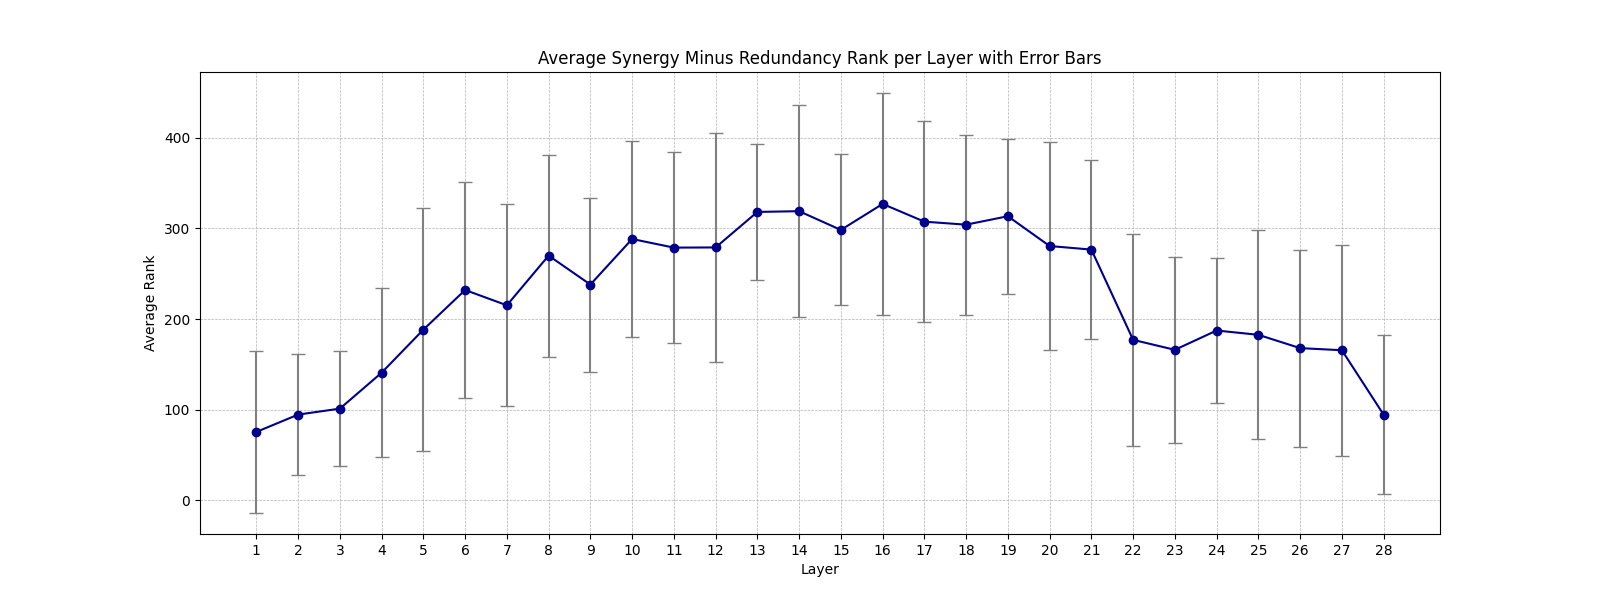 Average Synergy Minus Redundancy Rank per Layer with Error Bars
400
300
200
100
0
Average Rank
1 2 3 4 5 6 7 8 9 10 11 12 13 14 15 16 17 18 19 20 21 22 23 24 25 26 27 28
Layer